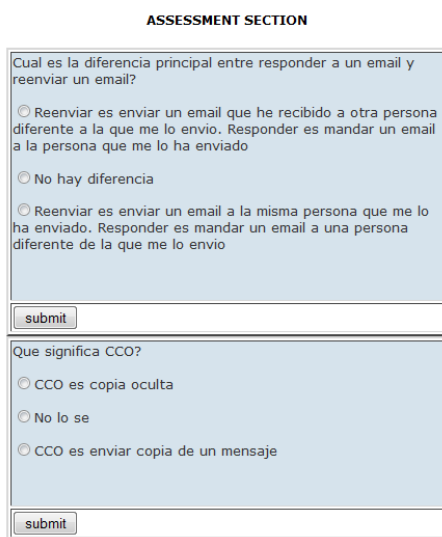 ASSESSMENT SECTION
Cual es la diferencia principal entre responder a un email y
reenviar un email?
Reenviar es enviar un email que he recibido a otra persona
diferente a la que me lo envio. Responder es mandar un email
a la persona que me lo ha enviado
No hay diferencia
Reenviar es enviar un email a la misma persona que me lo
ha enviado. Responder es mandar un email a una persona
diferente de la que me lo envio
submit
Que significa CCO?
CCO es copia oculta
No lo se
CCO es enviar copia de un mensaje
submit